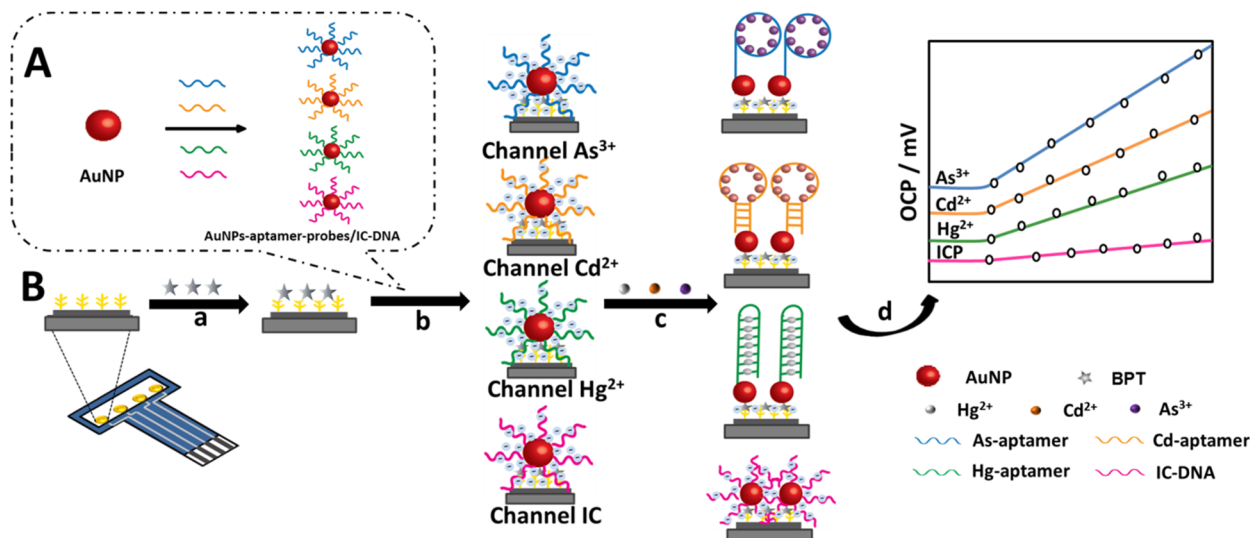 A
AuNP
AuNPs-aptamer-probes/IC-DNA
B
a
b
Channel As³⁺
Channel Cd²⁺
Channel Hg²⁺
Channel IC
c
d
OCP / mV
As³⁺
Cd²⁺
Hg²⁺
ICP
AuNP BPT
Hg²⁺ Cd²⁺ As³⁺
As-aptamer Cd-aptamer
Hg-aptamer IC-DNA